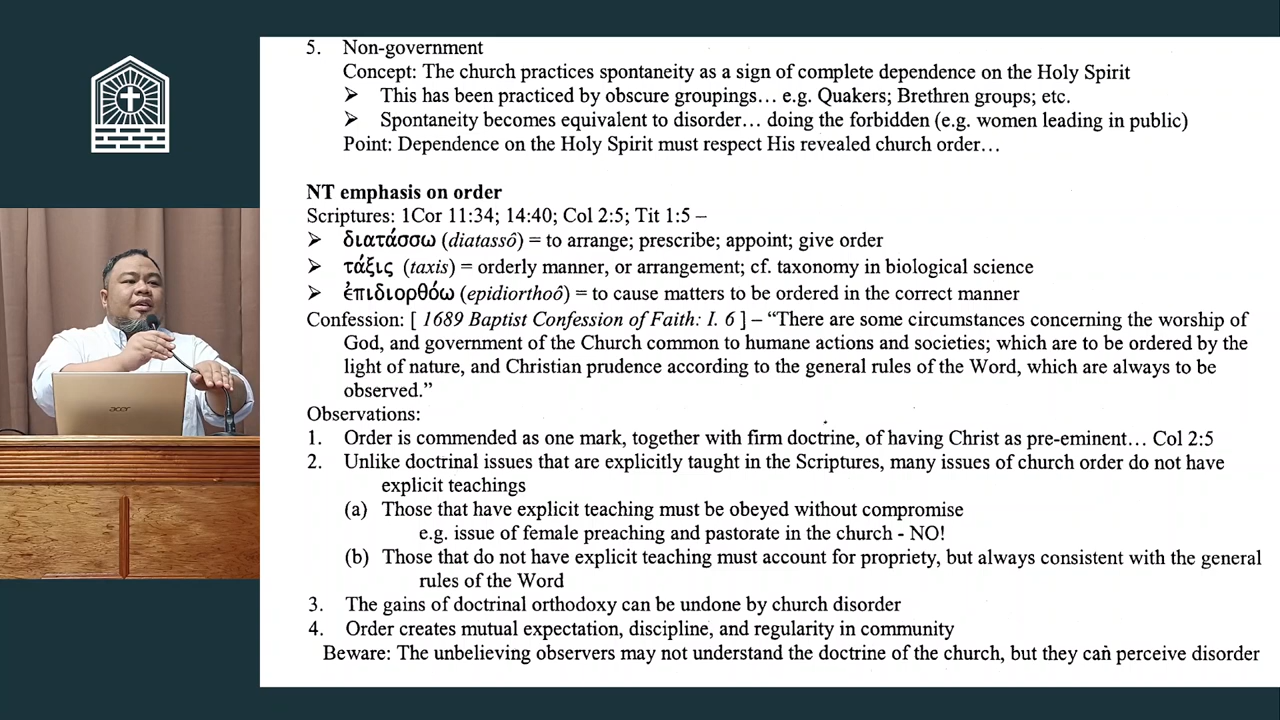 5. Non-government
Concept: The church practices spontaneity as a sign of complete dependence on the Holy Spirit
➤ This has been practiced by obscure groupings… e.g. Quakers; Brethren groups; etc.
➤ Spontaneity becomes equivalent to disorder… doing the forbidden (e.g. women leading in public)
Point: Dependence on the Holy Spirit must respect His revealed church order…
NT emphasis on order
Scriptures: 1Cor 11:34; 14:40; Col 2:5; Tit 1:5 –
➤ διατάσσω (diatassô) = to arrange; prescribe; appoint; give order
➤ τάξις (taxis) = orderly manner, or arrangement; cf. taxonomy in biological science
➤ ἐπιδιορθόω (epidiorthoô) = to cause matters to be ordered in the correct manner
Confession: [ 1689 Baptist Confession of Faith: I. 6 ] – “There are some circumstances concerning the worship of
God, and government of the Church common to humane actions and societies; which are to be ordered by the
light of nature, and Christian prudence according to the general rules of the Word, which are always to be
observed.”
Observations:
1. Order is commended as one mark, together with firm doctrine, of having Christ as pre-eminent… Col 2:5
2. Unlike doctrinal issues that are explicitly taught in the Scriptures, many issues of church order do not have
explicit teachings
(a) Those that have explicit teaching must be obeyed without compromise
e.g. issue of female preaching and pastorate in the church - NO!
(b) Those that do not have explicit teaching must account for propriety, but always consistent with the general
rules of the Word
3. The gains of doctrinal orthodoxy can be undone by church disorder
4. Order creates mutual expectation, discipline, and regularity in community
Beware: The unbelieving observers may not understand the doctrine of the church, but they can perceive disorder
acer